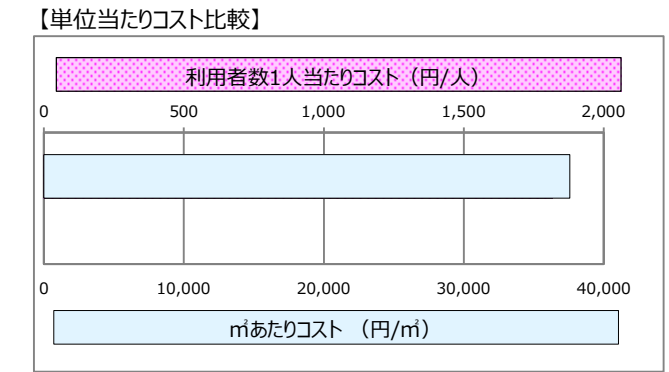 【単位当たりコスト比較】
利用者数1人当たりコスト（円/人）
0 500 1,000 1,500 2,000
0 10,000 20,000 30,000 40,000
㎡あたりコスト （円/㎡）